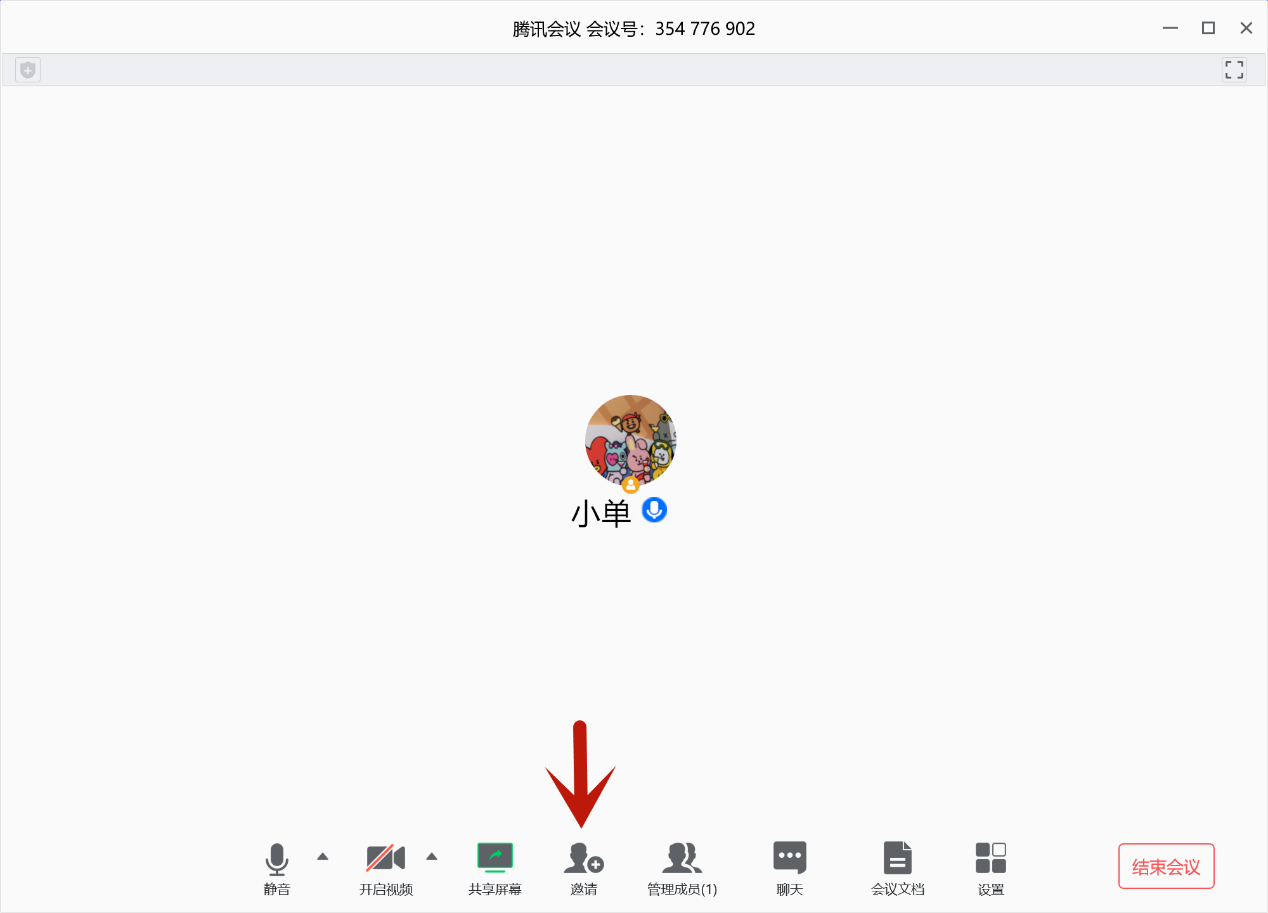 腾讯会议 会议号：354 776 902
小单
静音 开启视频 共享屏幕 邀请 管理成员(1) 聊天 会议文档 设置 结束会议